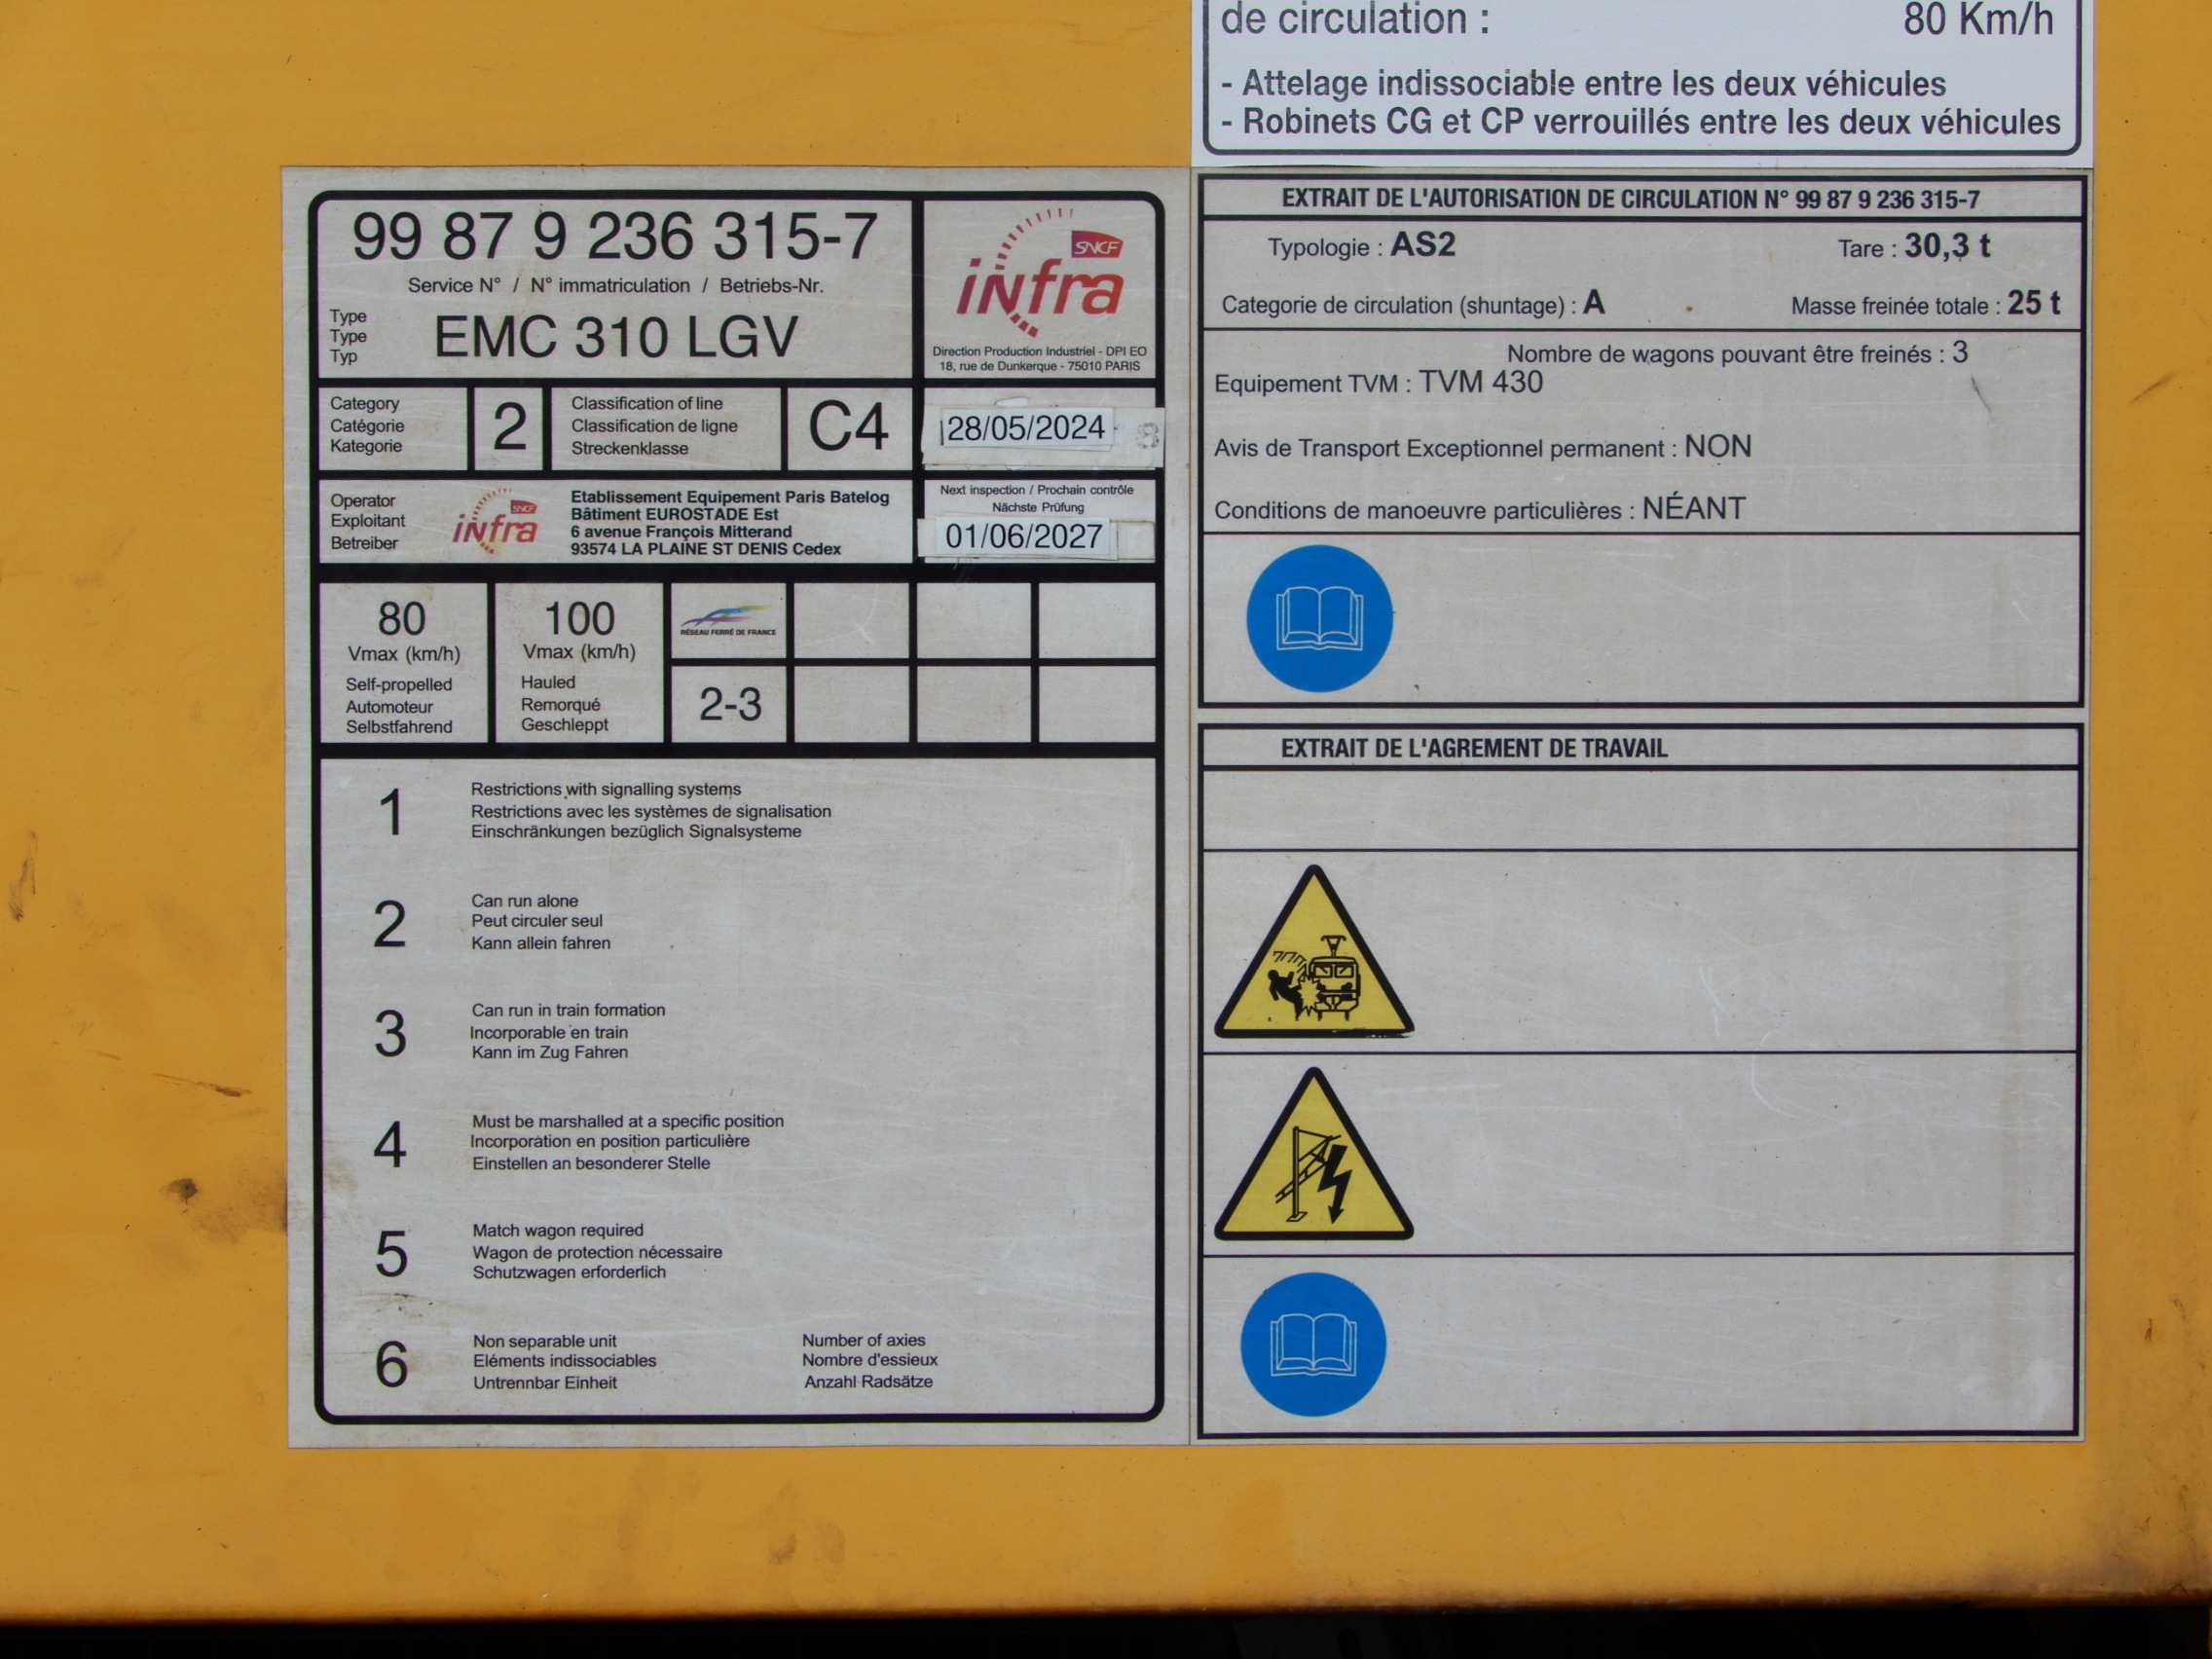 de circulation : 80 Km/h
- Attelage indissociable entre les deux véhicules
- Robinets CG et CP verrouillés entre les deux véhicules
99 87 9 236 315-7
Service N° / N° immatriculation / Betriebs-Nr.
Type
Type
Typ
EMC 310 LGV
SNCF
infra
Direction Production Industriel - DPI EO
18, rue de Dunkerque - 75010 PARIS
Category
Catégorie
Kategorie
2
Classification of line
Classification de ligne
Streckenklasse
C4
28/05/2024
8
Operator
Exploitant
Betreiber
SNCF
infra
Etablissement Equipement Paris Batelog
Bâtiment EUROSTADE Est
6 avenue François Mitterand
93574 LA PLAINE ST DENIS Cedex
Next inspection / Prochain contrôle
Nächste Prüfung
01/06/2027
80
Vmax (km/h)
Self-propelled
Automoteur
Selbstfahrend
100
Vmax (km/h)
Hauled
Remorqué
Geschleppt
RÉSEAU FERRÉ DE FRANCE
2-3
1
Restrictions with signalling systems
Restrictions avec les systèmes de signalisation
Einschränkungen bezüglich Signalsysteme
2
Can run alone
Peut circuler seul
Kann allein fahren
3
Can run in train formation
Incorporable en train
Kann im Zug Fahren
4
Must be marshalled at a specific position
Incorporation en position particulière
Einstellen an besonderer Stelle
5
Match wagon required
Wagon de protection nécessaire
Schutzwagen erforderlich
6
Non separable unit
Eléments indissociables
Untrennbar Einheit
Number of axies
Nombre d'essieux
Anzahl Radsätze
EXTRAIT DE L'AUTORISATION DE CIRCULATION N° 99 87 9 236 315-7
Typologie : AS2 Tare : 30,3 t
Categorie de circulation (shuntage) : A Masse freinée totale : 25 t
Nombre de wagons pouvant être freinés : 3
Equipement TVM : TVM 430
Avis de Transport Exceptionnel permanent : NON
Conditions de manoeuvre particulières : NÉANT
EXTRAIT DE L'AGREMENT DE TRAVAIL